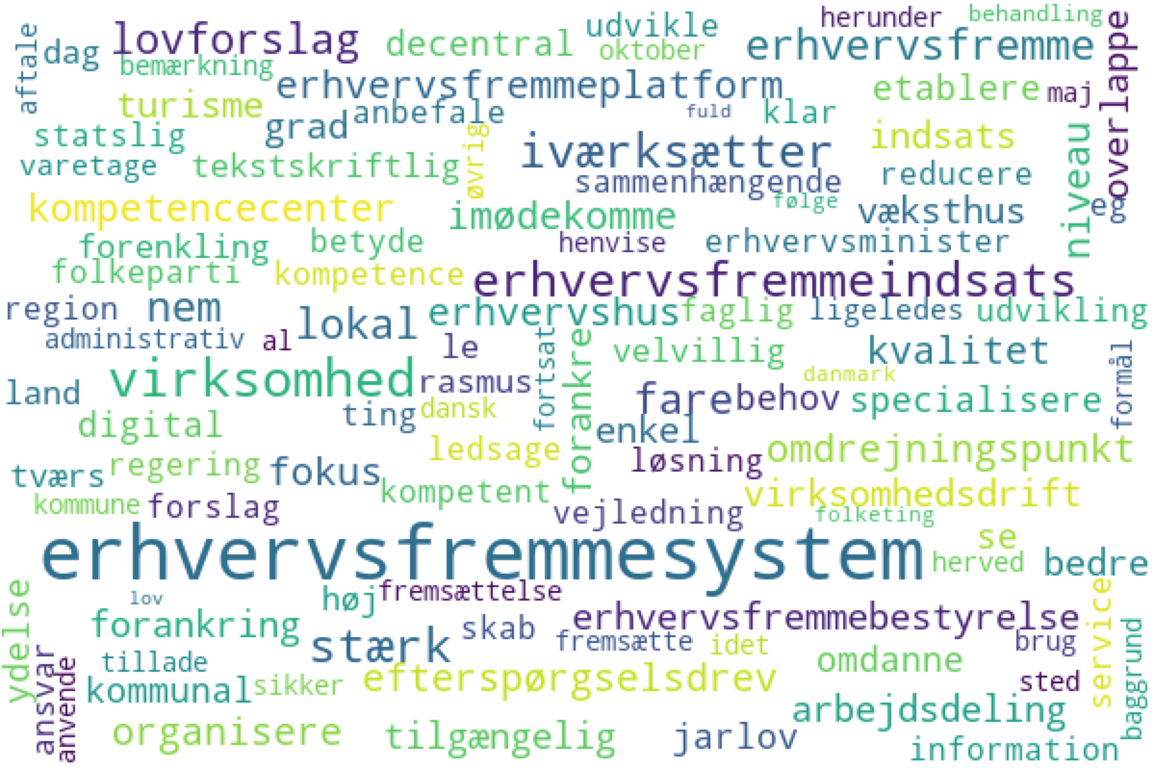 aftale
dag
lovforslag
decentral
udvikle
oktober
herunder
behandling
erhvervsfremme
overlappe
bemærkning
erhvervsfremmeplatform
etablere
maj
turisme
grad
anbefale
fuld
klar
statslig
øvrig
iværksætter
indsats
niveau
varetage
tekstskriftlig
sammenhængende
reducere
kompetencecenter
imødekomme
følge
væksthus
eg
forenkling
betyde
henvise
erhvervsminister
folkeparti
kompetence
erhvervsfremmeindsats
region
nem
lokal
erhvervshus
faglig
ligeledes
udvikling
administrativ
al
le
fortsat
forankre
velvillig
kvalitet
formål
land
virksomhed
rasmus
danmark
fare
behov
specialisere
digital
ting
dansk
enkel
tværs
regering
fokus
ledsage
løsning
omdrejningspunkt
kommune
forslag
kompetent
vejledning
virksomhedsdrift
folketing
erhvervsfremmesystem
se
herved
bedre
ydelse
lov
høj
fremsættelse
service
forankring
stærk
skab
erhvervsfremmebestyrelse
fremsætte
idet
brug
baggrund
ansvar
anvende
tillade
kommunal
sikker
efterspørgselsdrev
omdanne
sted
organisere
tilgængelig
jarlov
arbejdsdeling
information